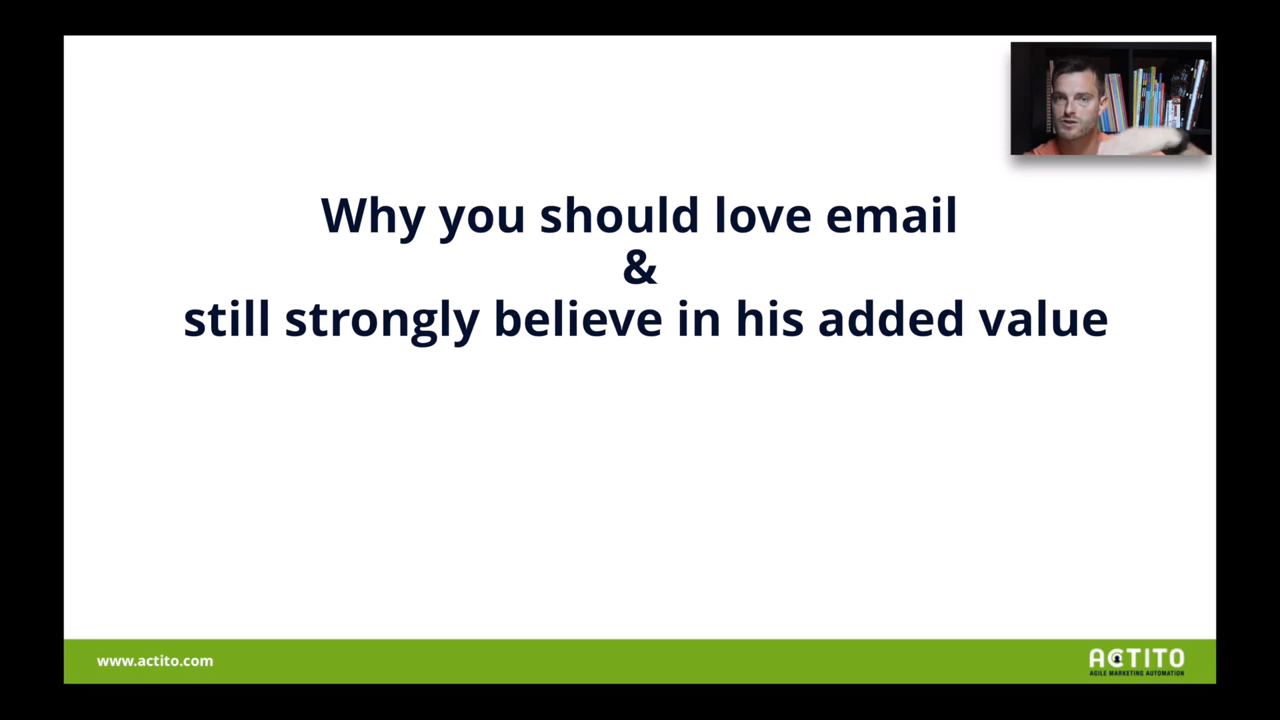 Why you should love email
&
still strongly believe in his added value
www.actito.com
ACTITO
AGILE MARKETING AUTOMATION